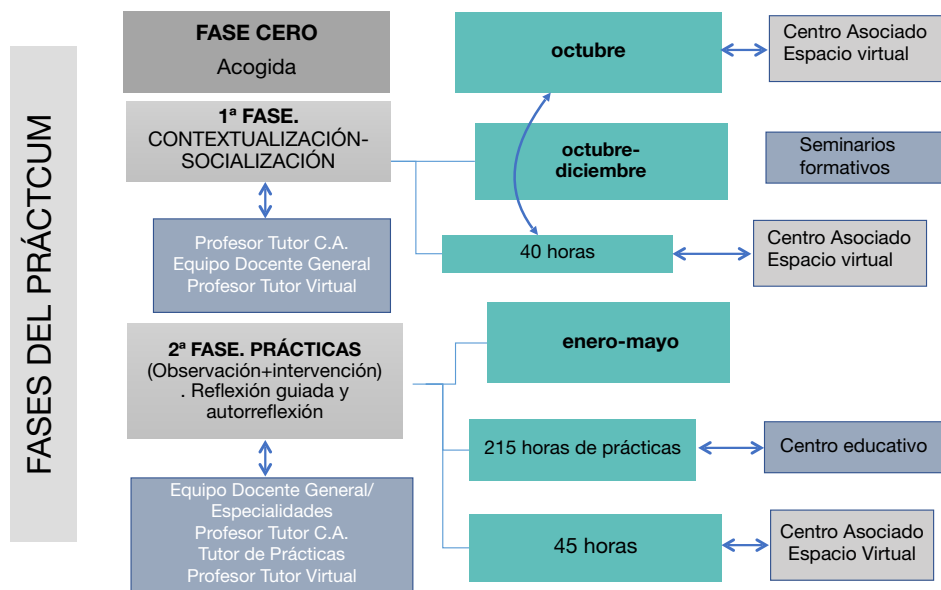 FASES DEL PRÁCTCUM
FASE CERO
Acogida
octubre
Centro Asociado
Espacio virtual
1ª FASE.
CONTEXTUALIZACIÓN-
SOCIALIZACIÓN
octubre-
diciembre
Seminarios
formativos
Profesor Tutor C.A.
Equipo Docente General
Profesor Tutor Virtual
40 horas
Centro Asociado
Espacio virtual
2ª FASE. PRÁCTICAS
(Observación+intervención)
. Reflexión guiada y
autorreflexión
enero-mayo
215 horas de prácticas
Centro educativo
Equipo Docente General/
Especialidades
Profesor Tutor C.A.
Tutor de Prácticas
Profesor Tutor Virtual
45 horas
Centro Asociado
Espacio Virtual